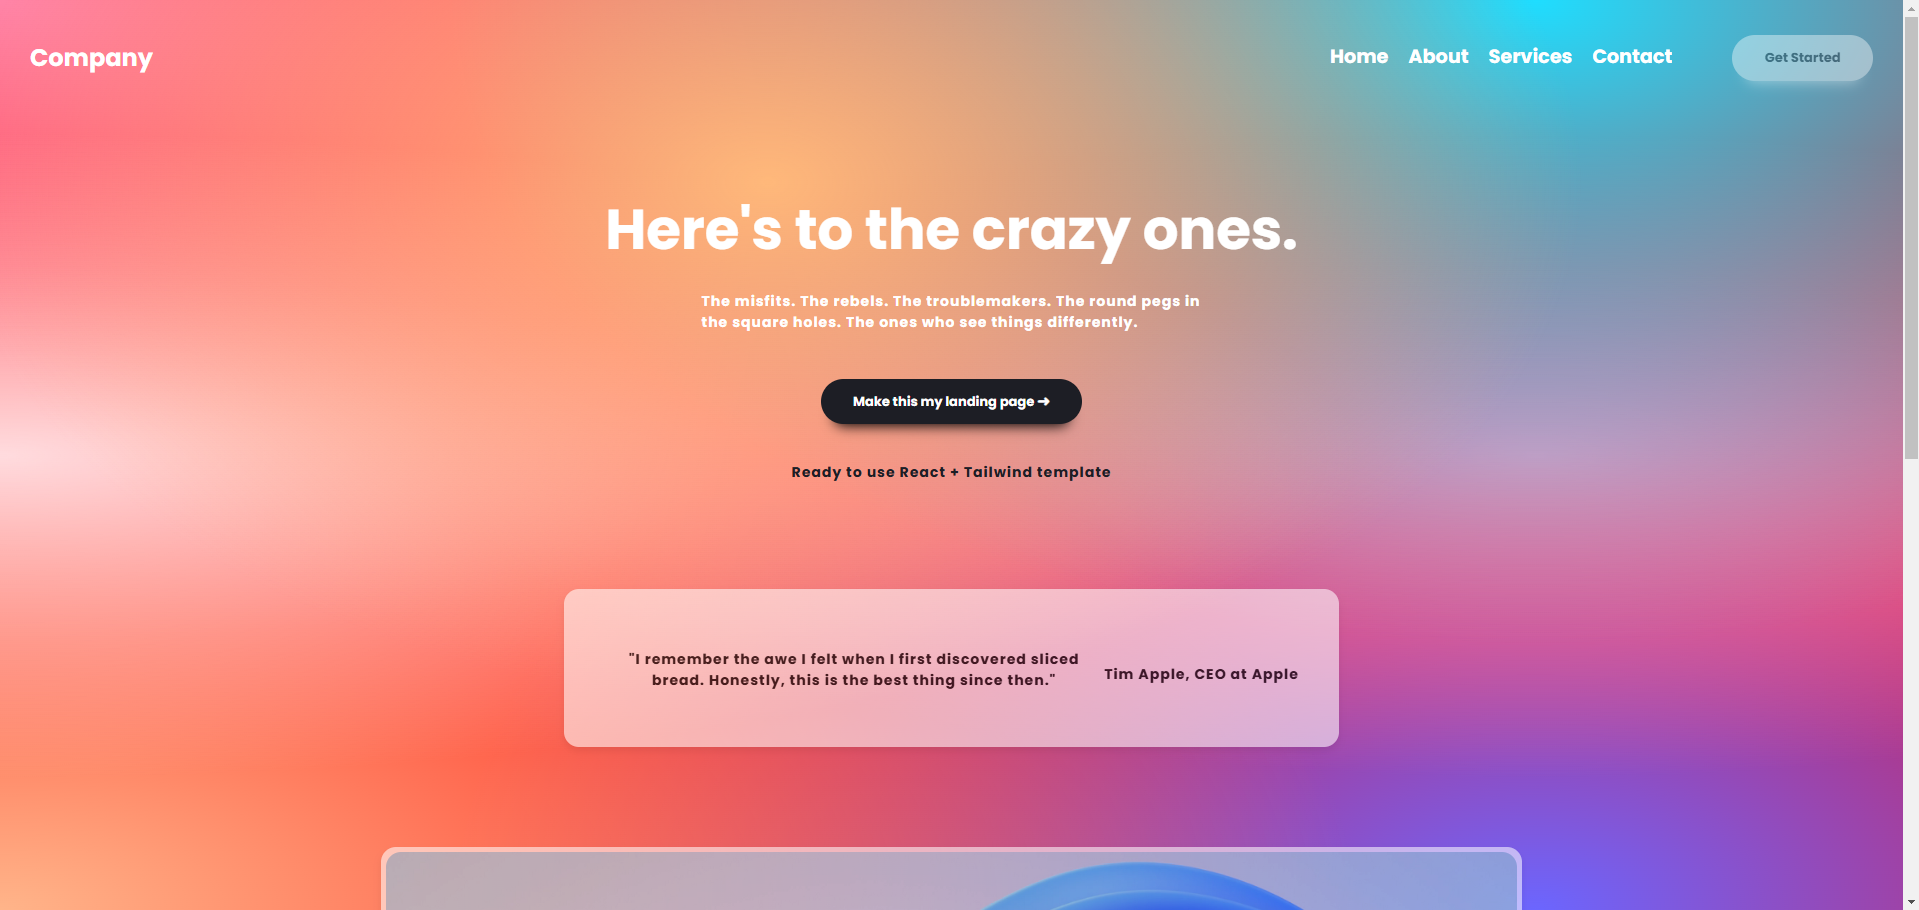 Company
Home About Services Contact
Get Started
Here's to the crazy ones.
The misfits. The rebels. The troublemakers. The round pegs in
the square holes. The ones who see things differently.
Make this my landing page ➜
Ready to use React + Tailwind template
"I remember the awe I felt when I first discovered sliced
bread. Honestly, this is the best thing since then."
Tim Apple, CEO at Apple